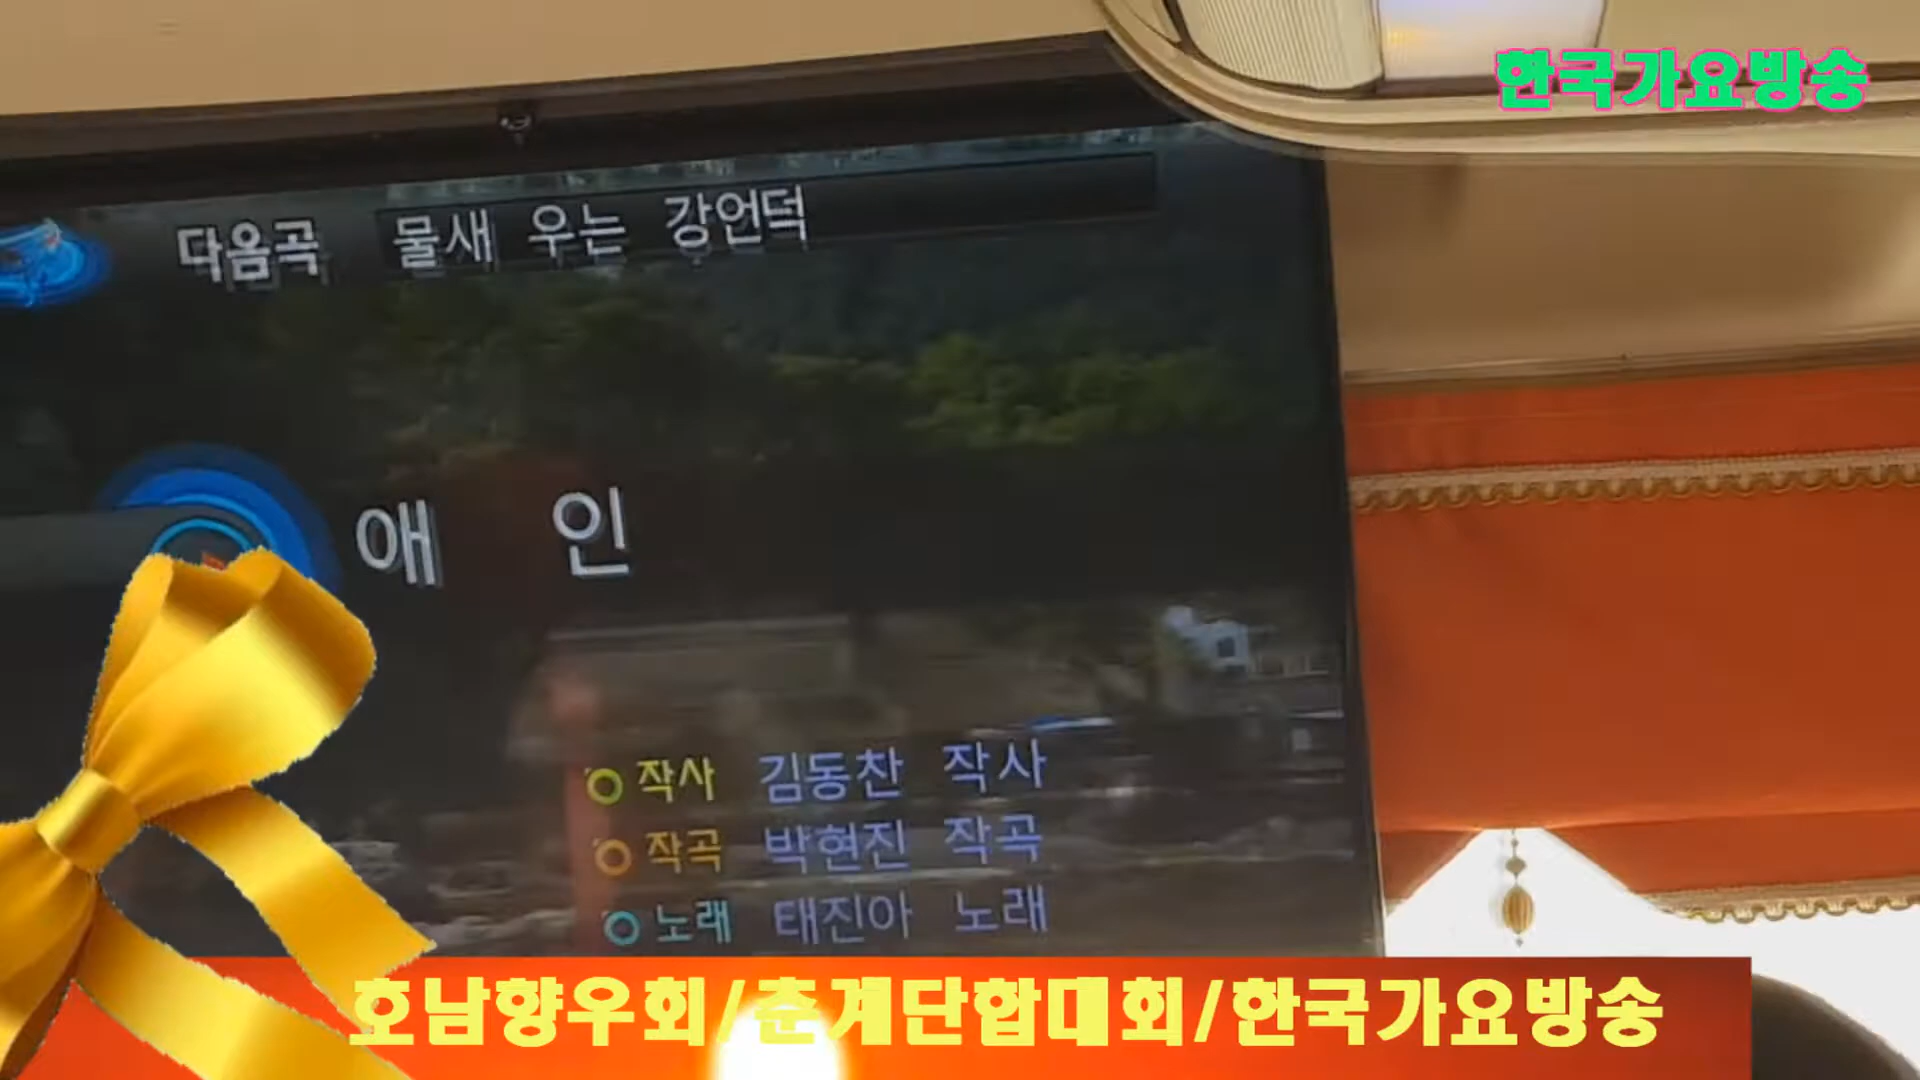 한국가요방송
다음곡 물새 우는 강언덕
애 인
작사 김동찬 작사
작곡 박현진 작곡
노래 태진아 노래
호남향우회/춘계단합대회/한국가요방송